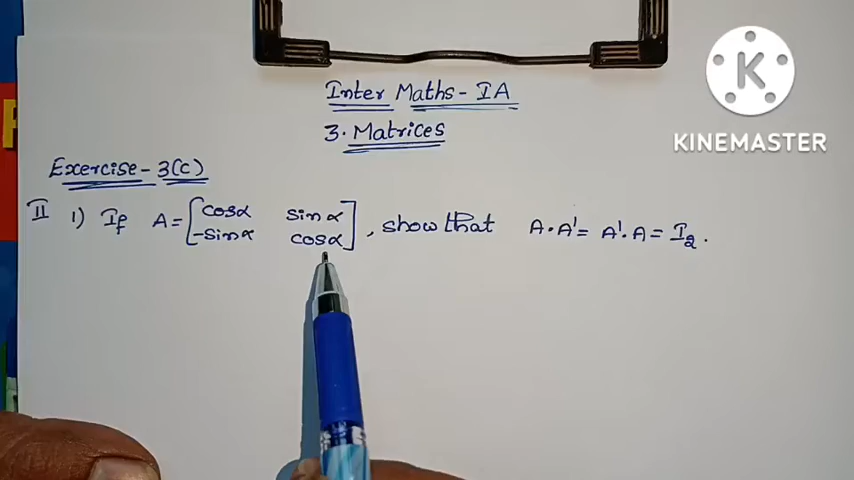 Inter Maths - IA
3. Matrices
KINEMASTER
Exercise - 3(c)
II 1) If A = [cosα sinα
-sinα cosα], show that A·A' = A'·A = I₂.